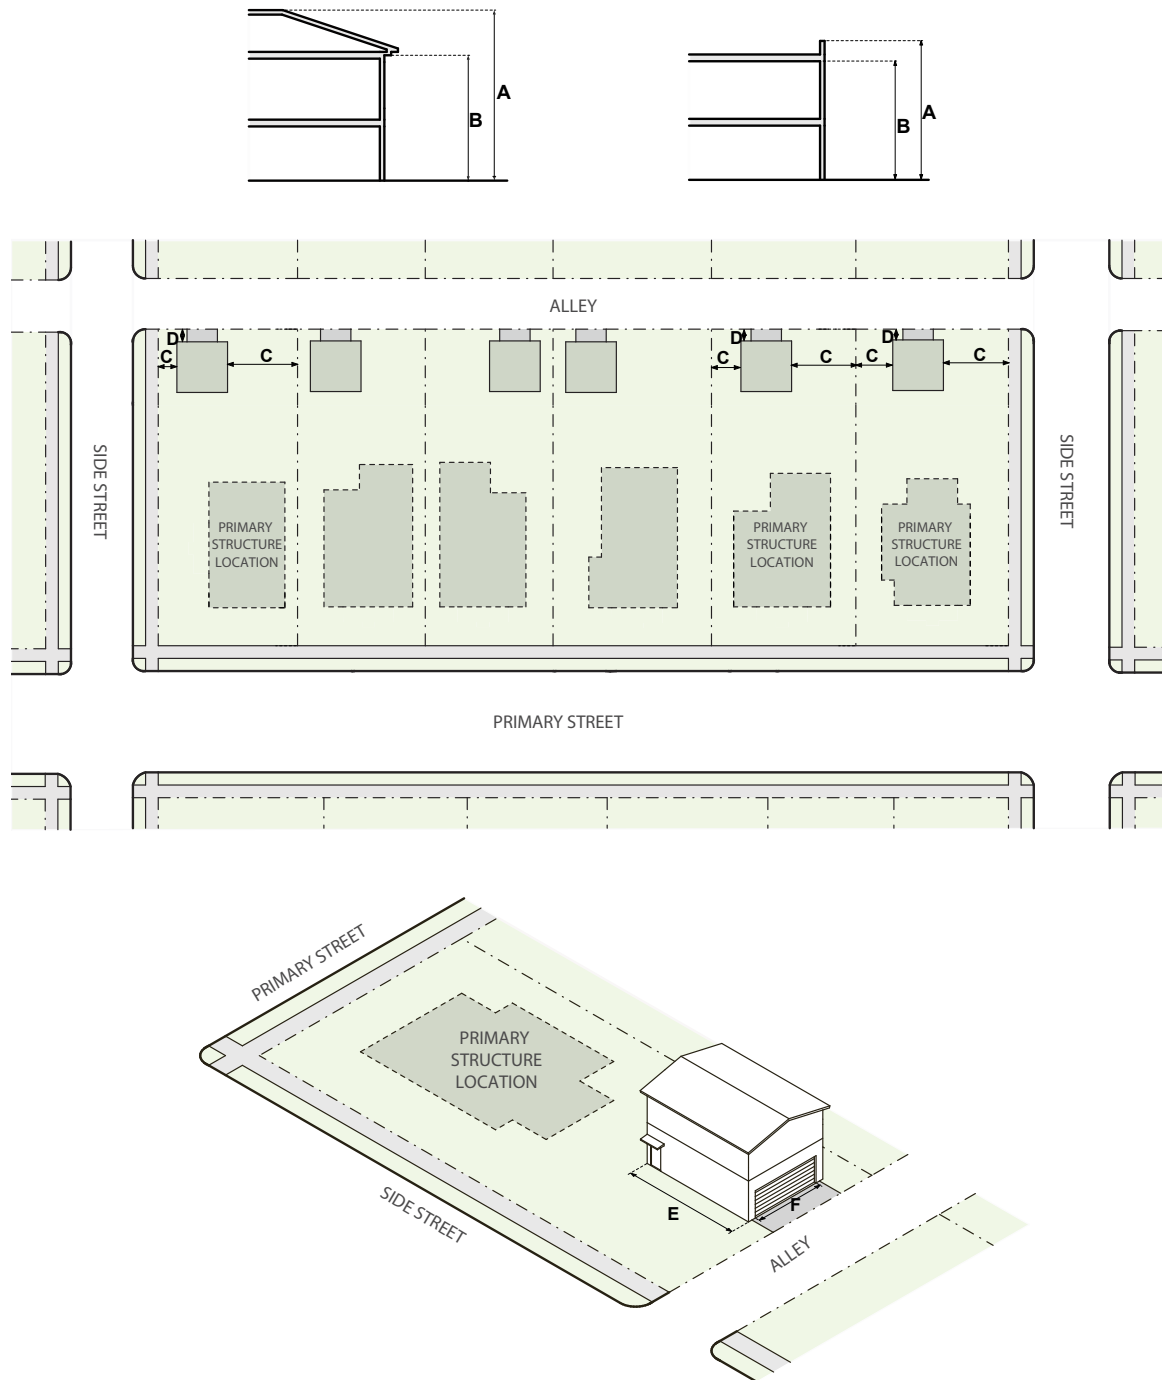 A
B
A
B
ALLEY
D
D
D
C
C
C
C
C
C
SIDE STREET
SIDE STREET
PRIMARY
STRUCTURE
LOCATION
PRIMARY
STRUCTURE
LOCATION
PRIMARY
STRUCTURE
LOCATION
PRIMARY STREET
PRIMARY STREET
PRIMARY
STRUCTURE
LOCATION
SIDE STREET
E
F
ALLEY